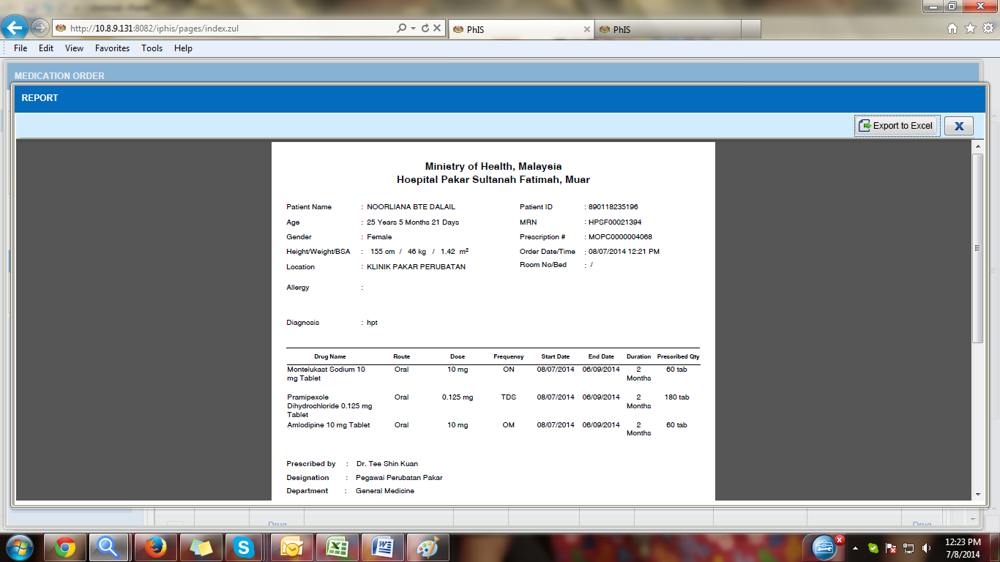 http://10.8.9.131:8082/iphis/pages/index.zul
PhIS
PhIS
File Edit View Favorites Tools Help
MEDICATION ORDER
REPORT
Export to Excel X
Ministry of Health, Malaysia
Hospital Pakar Sultanah Fatimah, Muar
Patient Name : NOORLIANA BTE DALAIL Patient ID : 890118235196
Age : 25 Years 5 Months 21 Days MRN : HPSF00021394
Gender : Female Prescription # : MOPC0000004068
Height/Weight/BSA : 155 cm / 46 kg / 1.42 m² Order Date/Time : 08/07/2014 12:21 PM
Location : KLINIK PAKAR PERUBATAN Room No/Bed : /
Allergy :
Diagnosis : hpt
Drug Name Route Dose Frequency Start Date End Date Duration Prescribed Qty
Montelukast Sodium 10 Oral 10 mg ON 08/07/2014 06/09/2014 2 60 tab
mg Tablet Months
Pramipexole Oral 0.125 mg TDS 08/07/2014 06/09/2014 2 180 tab
Dihydrochloride 0.125 mg Months
Tablet
Amlodipine 10 mg Tablet Oral 10 mg OM 08/07/2014 06/09/2014 2 60 tab
Months
Prescribed by : Dr. Tee Shin Kuan
Designation : Pegawai Perubatan Pakar
Department : General Medicine
Drug Drug
12:23 PM
7/8/2014